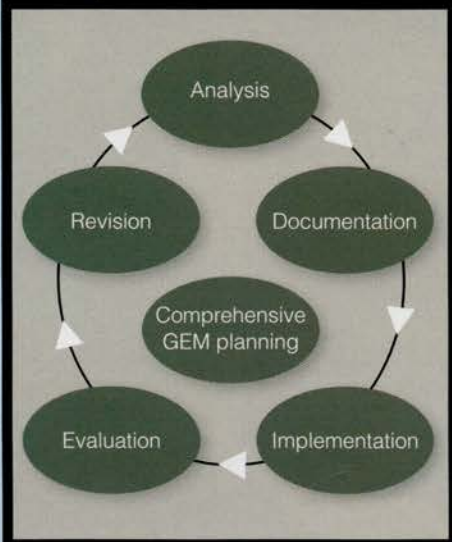 Analysis
Documentation
Implementation
Evaluation
Revision
Comprehensive
GEM planning